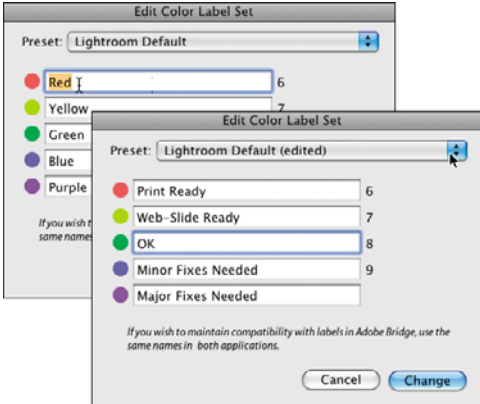 Edit Color Label Set
Preset: Lightroom Default
Red 6
Yellow 7
Green
Blue
Purple
If you wish t
same names
Edit Color Label Set
Preset: Lightroom Default (edited)
Print Ready 6
Web-Slide Ready 7
OK 8
Minor Fixes Needed 9
Major Fixes Needed
If you wish to maintain compatibility with labels in Adobe Bridge, use the
same names in both applications.
Cancel Change